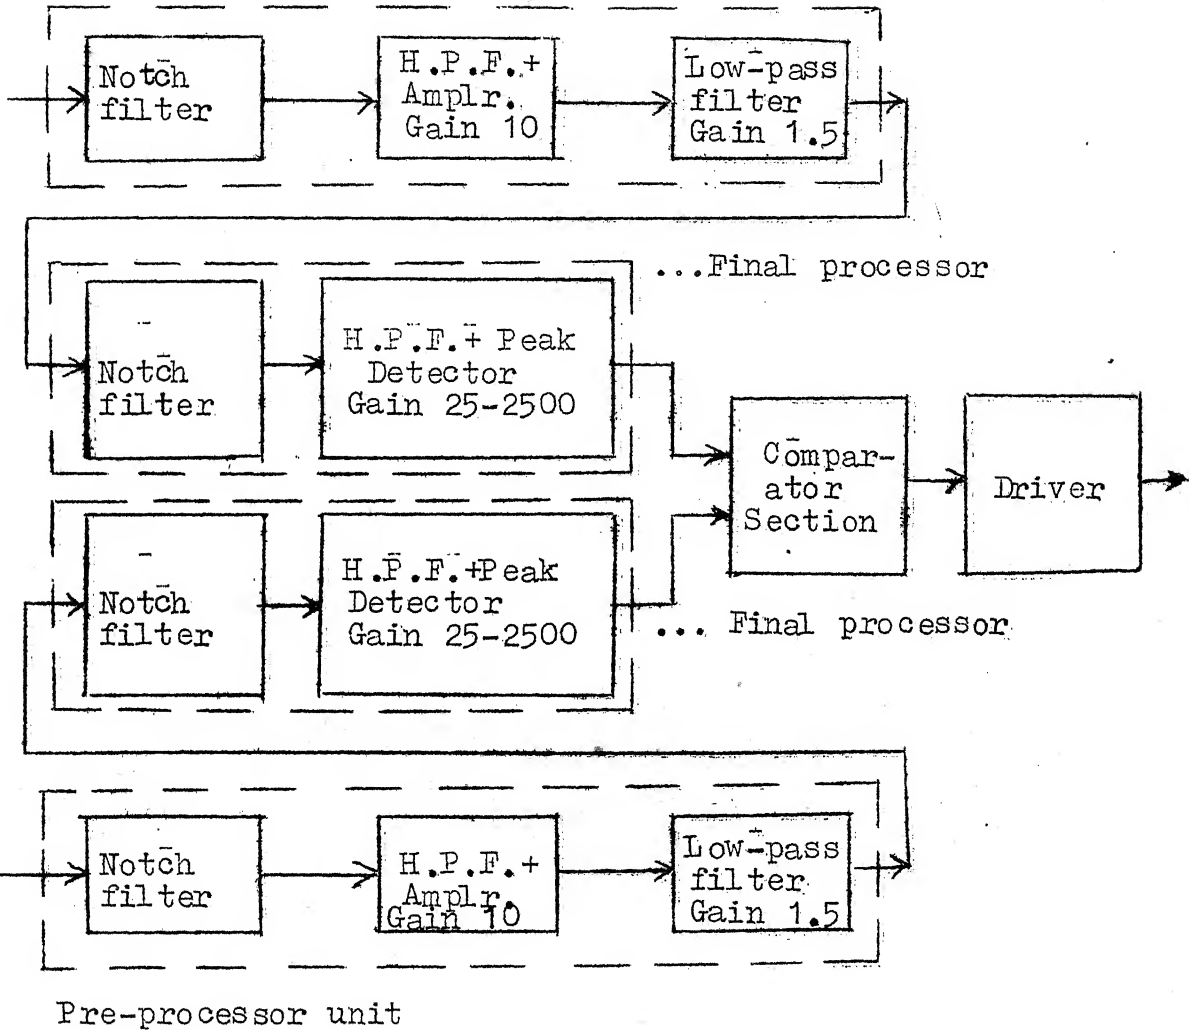 Notch
filter
H.P.F.+
Amplr.
Gain 10
Low-pass
filter
Gain 1.5
...Final processor
Notch
filter
H.P.F.+ Peak
Detector
Gain 25-2500
Compar-
ator
Section
Driver
Notch
filter
H.P.F.+Peak
Detector
Gain 25-2500
... Final processor
Notch
filter
H.P.F.+
Amplr.
Gain 10
Low-pass
filter
Gain 1.5
Pre-processor unit